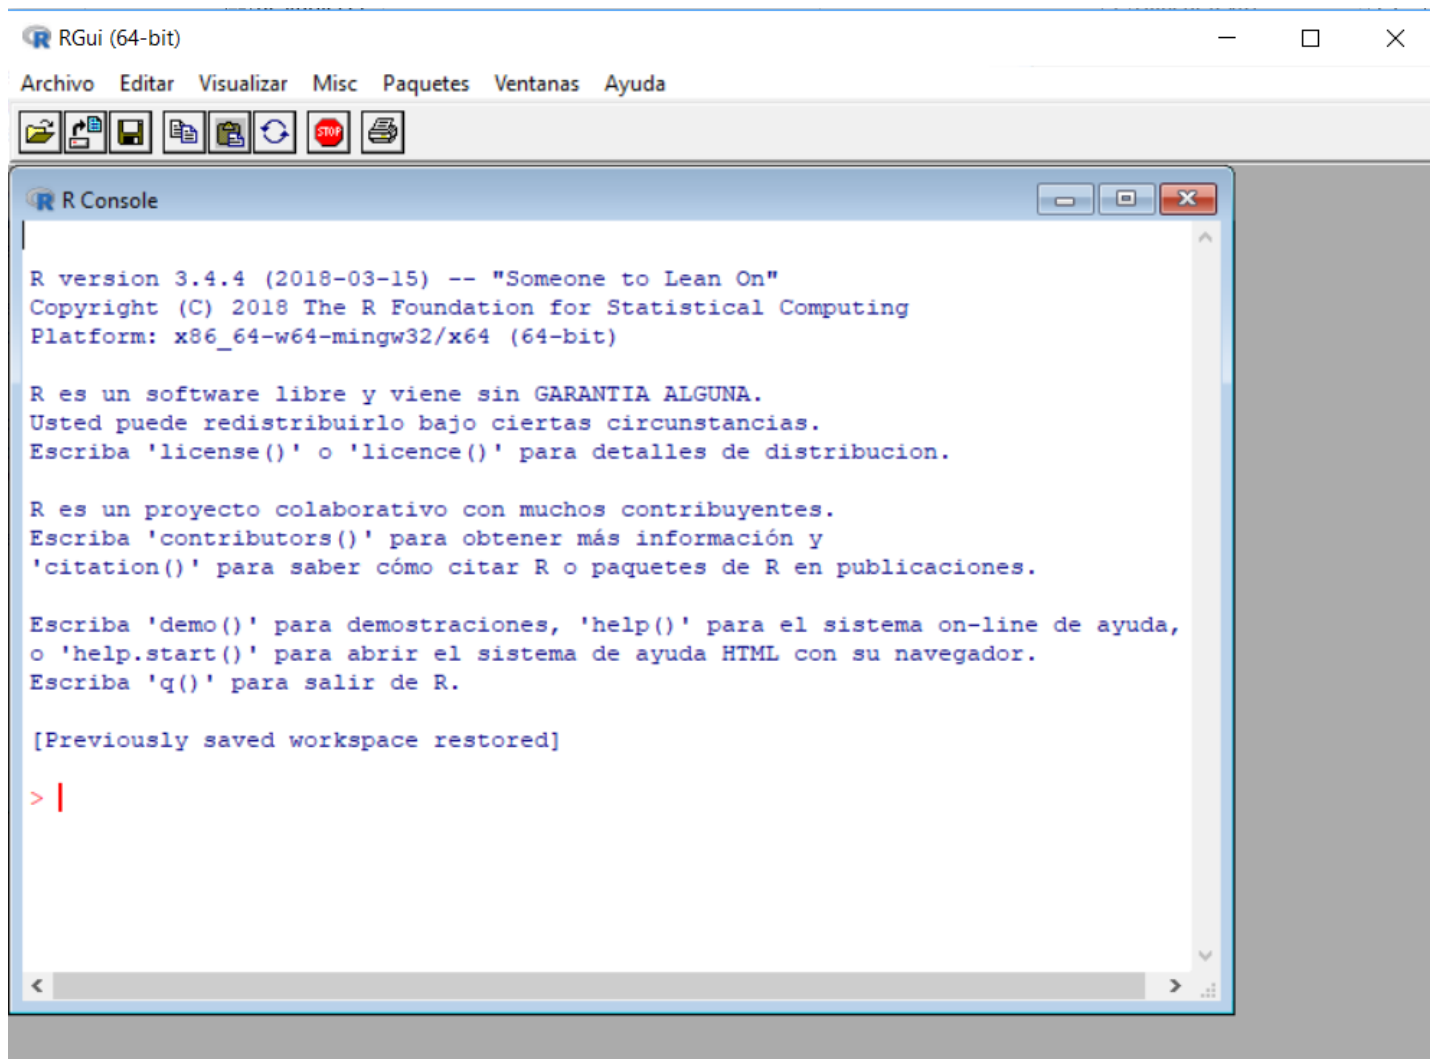 RGui (64-bit)
Archivo Editar Visualizar Misc Paquetes Ventanas Ayuda
STOP
R Console
R version 3.4.4 (2018-03-15) -- "Someone to Lean On"
Copyright (C) 2018 The R Foundation for Statistical Computing
Platform: x86_64-w64-mingw32/x64 (64-bit)
R es un software libre y viene sin GARANTIA ALGUNA.
Usted puede redistribuirlo bajo ciertas circunstancias.
Escriba 'license()' o 'licence()' para detalles de distribucion.
R es un proyecto colaborativo con muchos contribuyentes.
Escriba 'contributors()' para obtener más información y
'citation()' para saber cómo citar R o paquetes de R en publicaciones.
Escriba 'demo()' para demostraciones, 'help()' para el sistema on-line de ayuda,
o 'help.start()' para abrir el sistema de ayuda HTML con su navegador.
Escriba 'q()' para salir de R.
[Previously saved workspace restored]
>